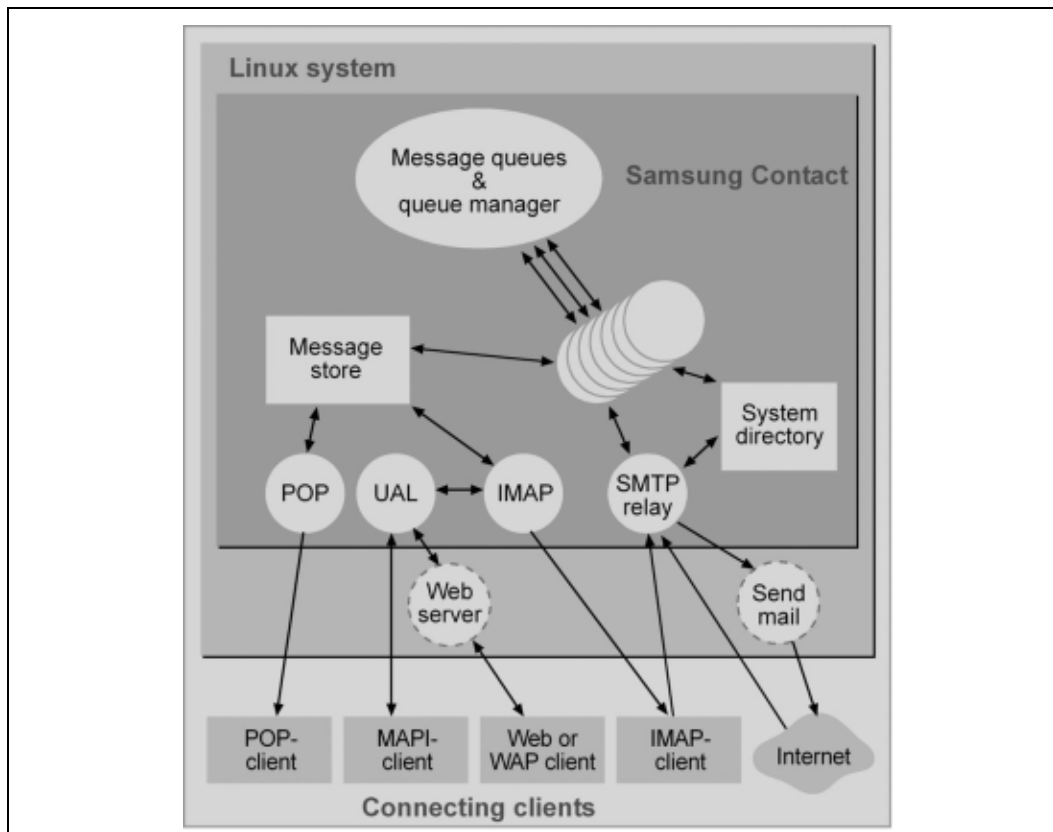 Linux system
Message queues
&
queue manager
Samsung Contact
Message
store
System
directory
POP
UAL
IMAP
SMTP
relay
Web
server
Send
mail
POP-
client
MAPI-
client
Web or
WAP client
IMAP-
client
Internet
Connecting clients